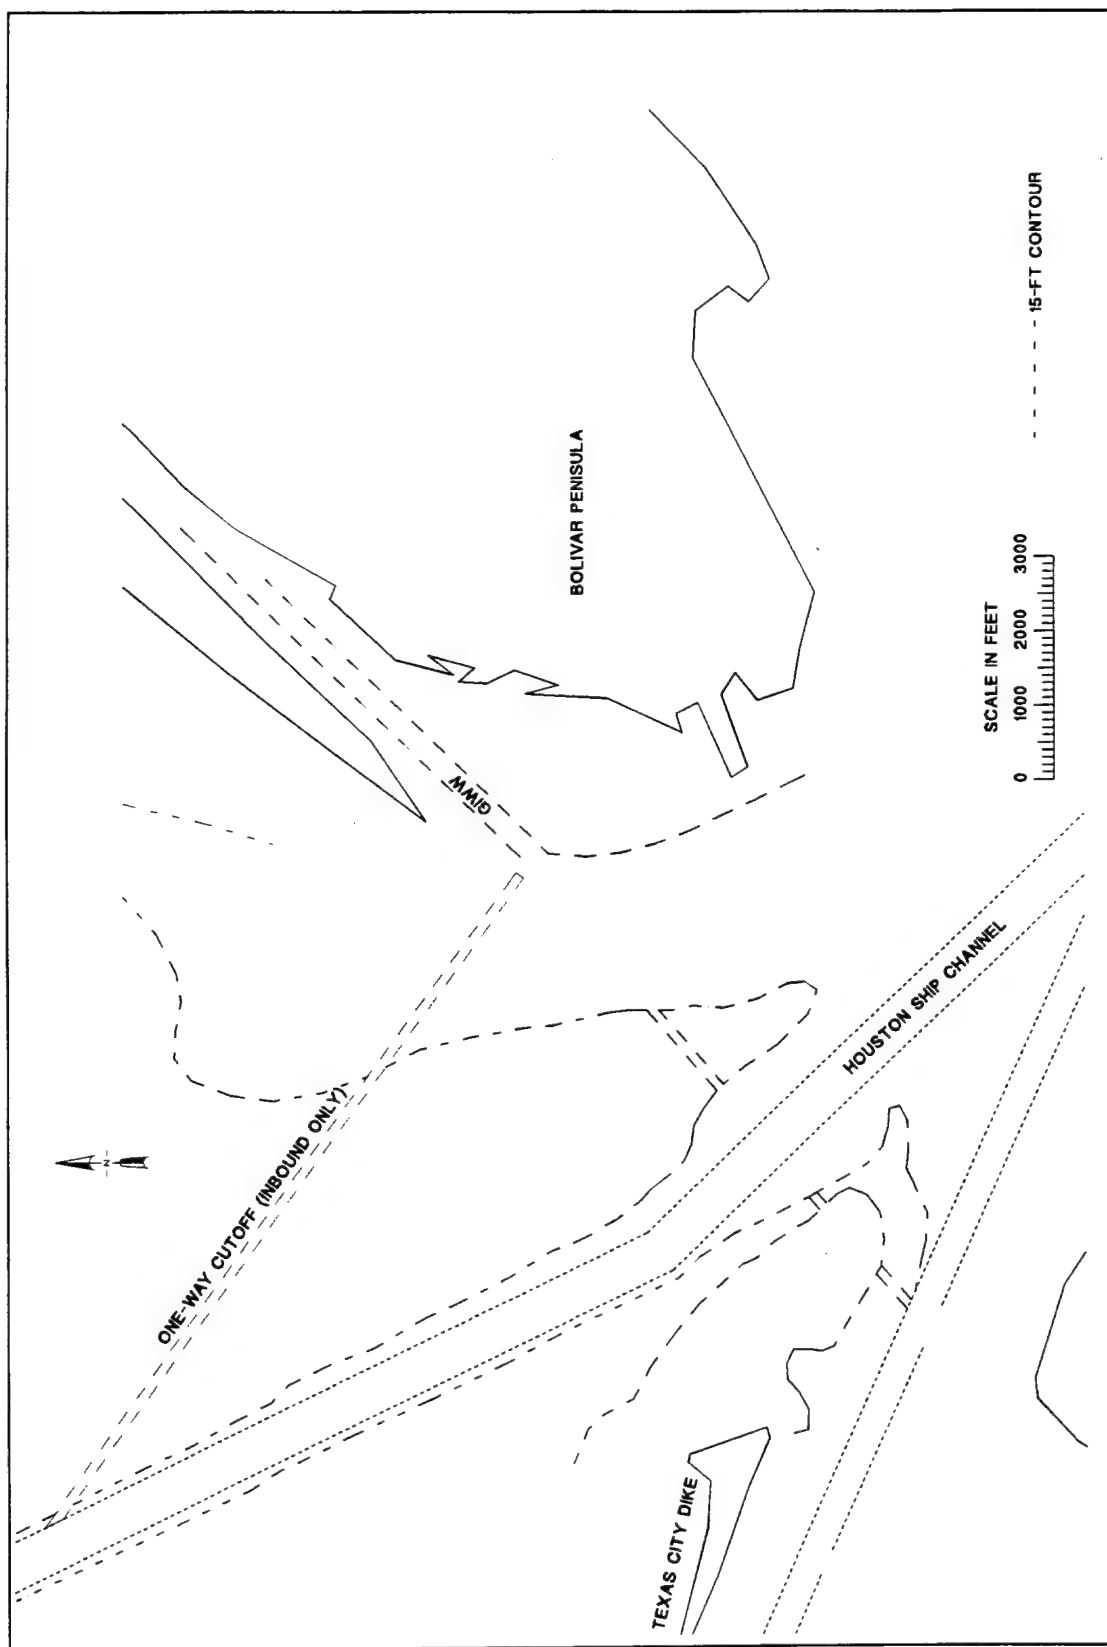 N
ONE-WAY CUTOFF (INBOUND ONLY)
GIWW
BOLIVAR PENISULA
TEXAS CITY DIKE
HOUSTON SHIP CHANNEL
SCALE IN FEET
0 1000 2000 3000
15-FT CONTOUR